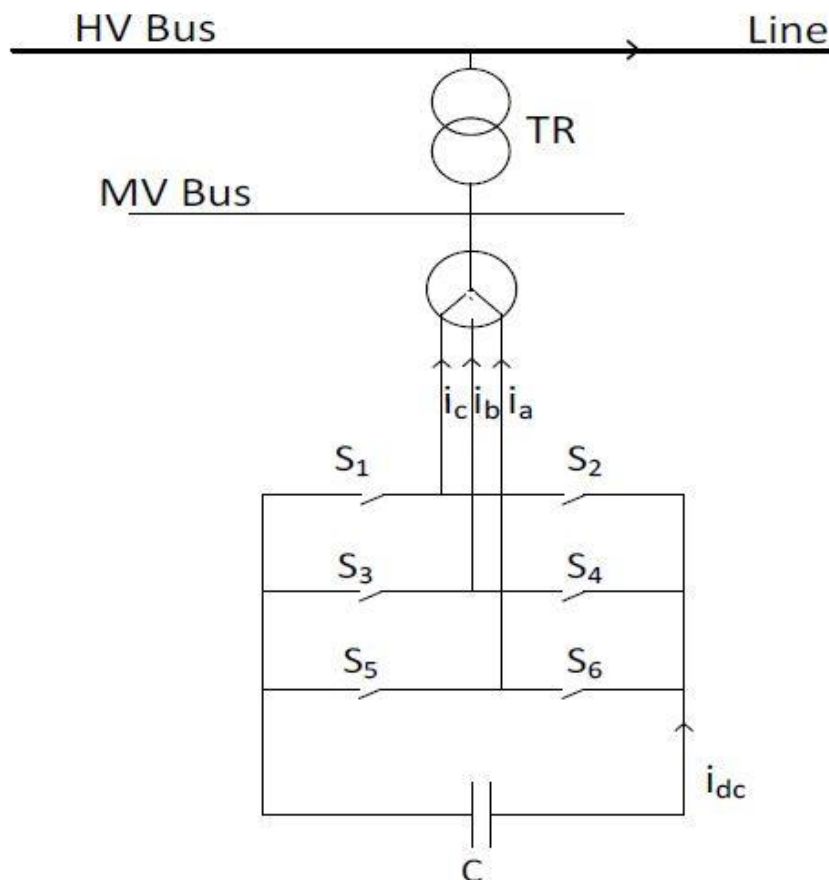 HV Bus Line
TR
MV Bus
i_c i_b i_a
S₁ S₂
S₃ S₄
S₅ S₆
i_dc
C